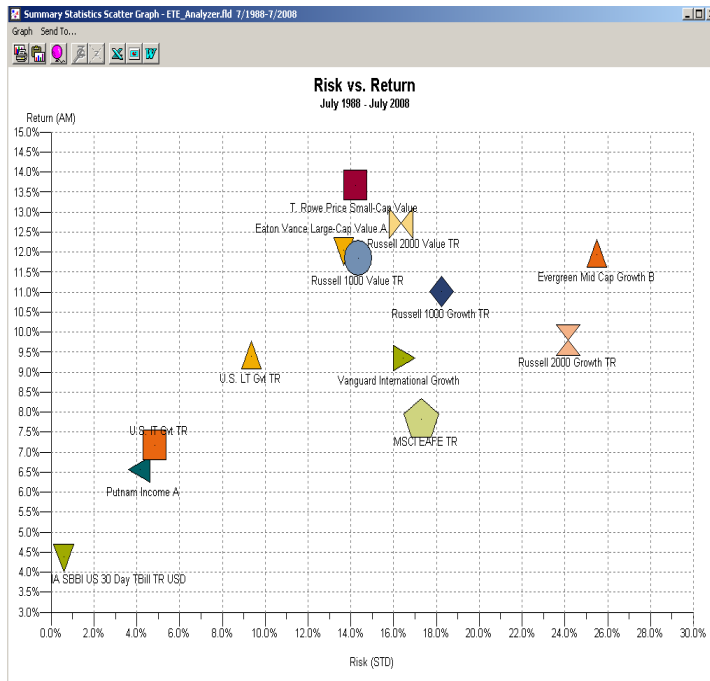 Summary Statistics Scatter Graph - ETE_Analyzer.fld 7/1988-7/2008
Graph Send To...
Risk vs. Return
July 1988 - July 2008
Return (AM)
15.0%
14.5%
14.0%
13.5%
13.0%
12.5%
12.0%
11.5%
11.0%
10.5%
10.0%
9.5%
9.0%
8.5%
8.0%
7.5%
7.0%
6.5%
6.0%
5.5%
5.0%
4.5%
4.0%
3.5%
3.0%
T. Rowe Price Small-Cap Value
Eaton Vance Large-Cap Value A
Russell 2000 Value TR
Russell 1000 Value TR
Evergreen Mid Cap Growth B
Russell 1000 Growth TR
Russell 2000 Growth TR
U.S. LT Gvt TR
Vanguard International Growth
U.S. IT Gvt TR
MSCI EAFE TR
Putnam Income A
IA SBBI US 30 Day TBill TR USD
0.0% 2.0% 4.0% 6.0% 8.0% 10.0% 12.0% 14.0% 16.0% 18.0% 20.0% 22.0% 24.0% 26.0% 28.0% 30.0%
Risk (STD)